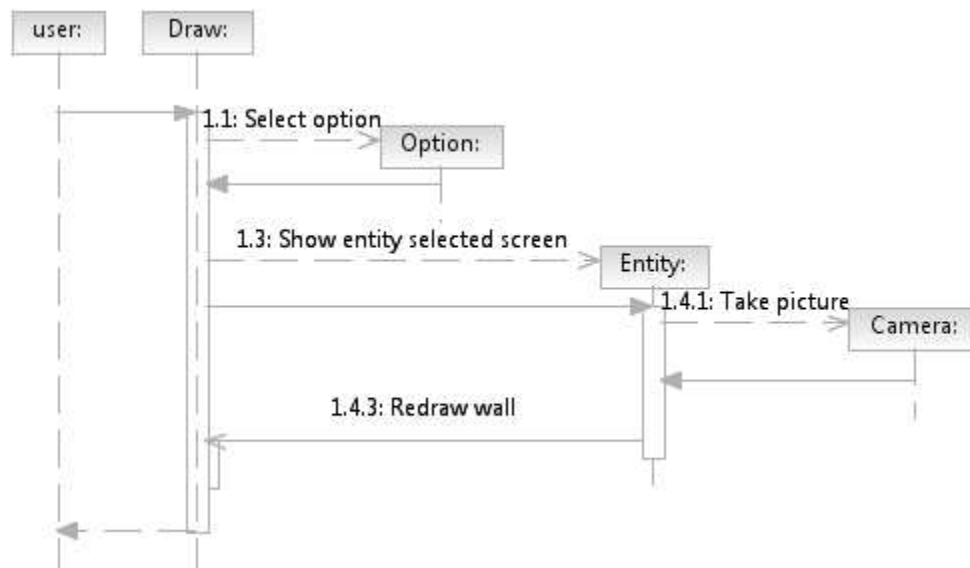 user:
Draw:
1.1: Select option
Option:
1.3: Show entity selected screen
Entity:
1.4.1: Take picture
Camera:
1.4.3: Redraw wall